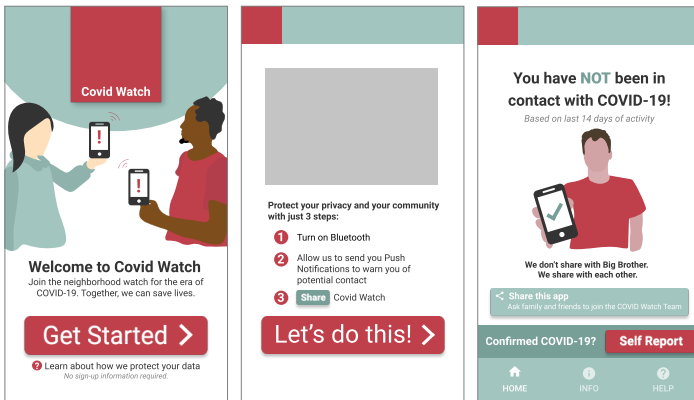 Covid Watch
!
!
Welcome to Covid Watch
Join the neighborhood watch for the era of
COVID-19. Together, we can save lives.
Get Started
? Learn about how we protect your data
No sign-up information required.
Protect your privacy and your community
with just 3 steps:
1 Turn on Bluetooth
2 Allow us to send you Push
Notifications to warn you of
potential contact
3 Share Covid Watch
Let's do this!
You have NOT been in
contact with COVID-19!
Based on last 14 days of activity
We don't share with Big Brother.
We share with each other.
Share this app
Ask family and friends to join the COVID Watch Team
Confirmed COVID-19? Self Report
HOME INFO HELP